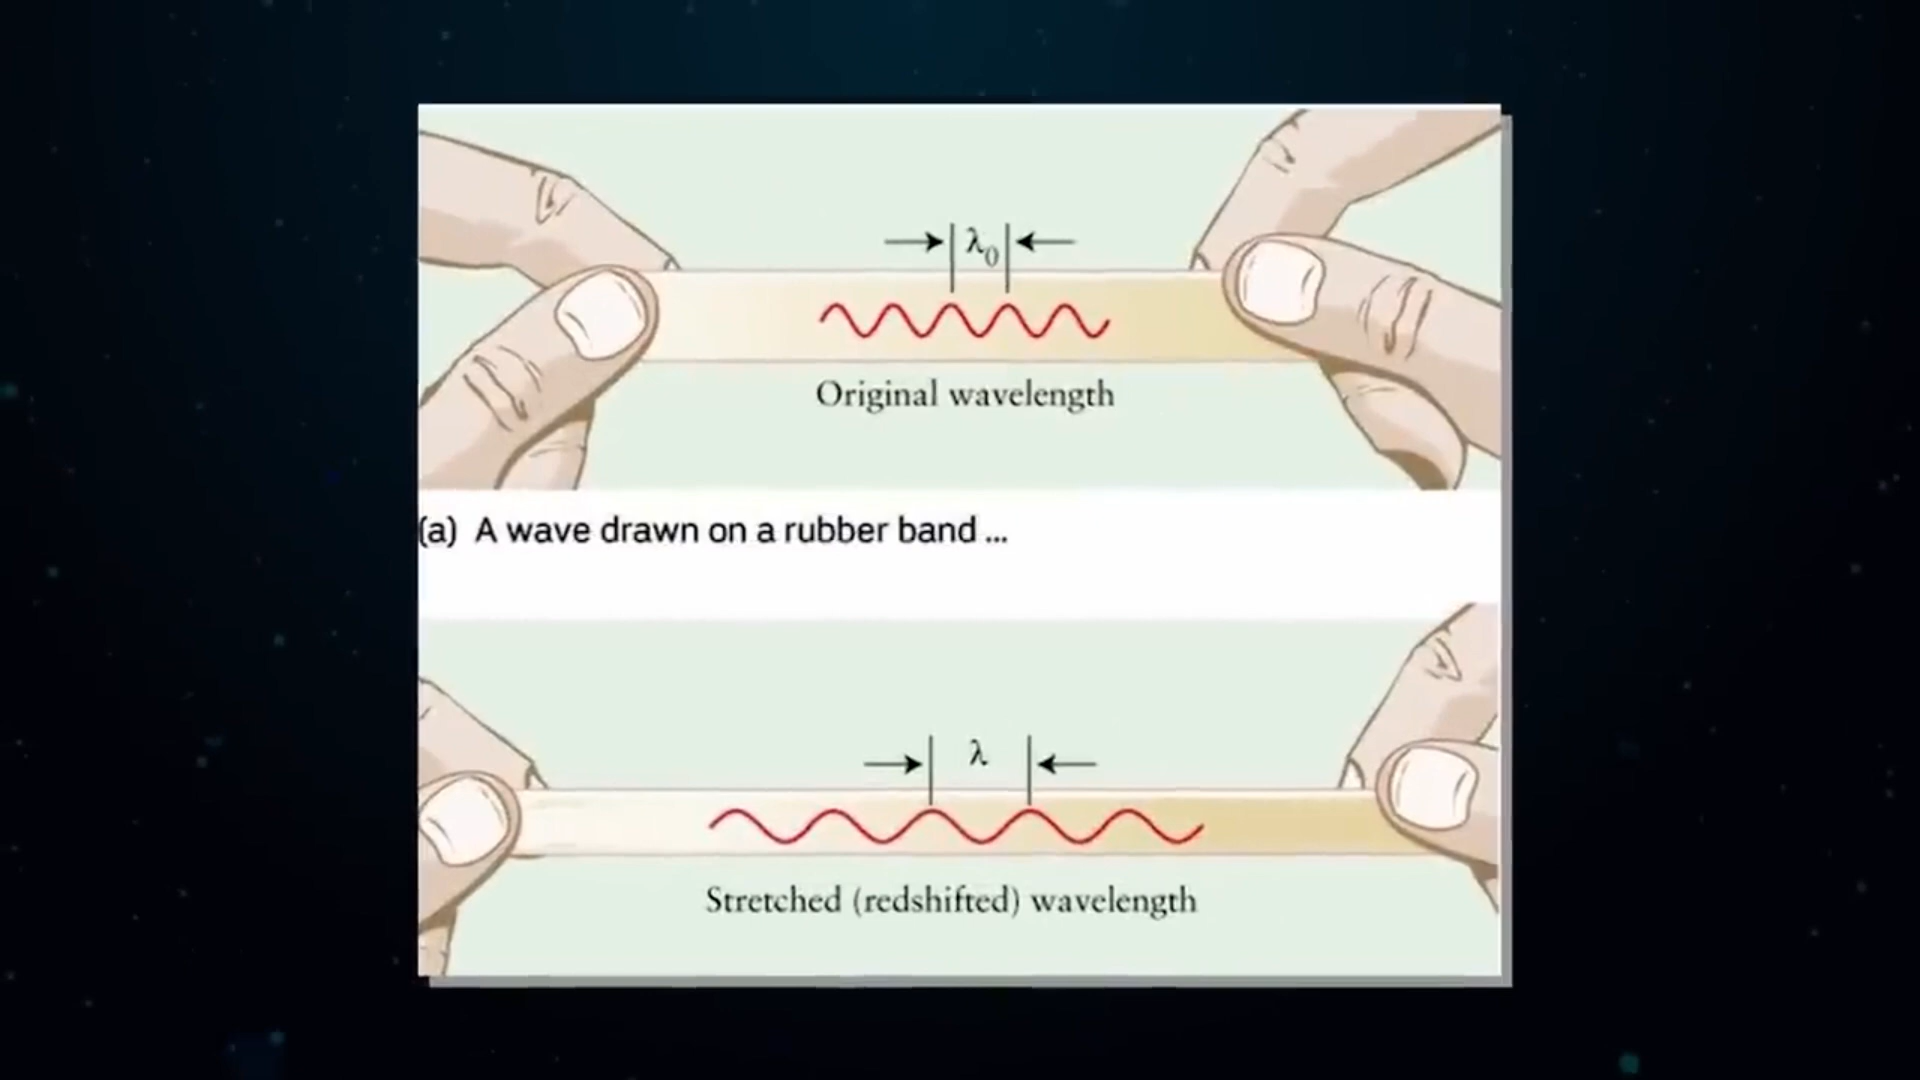 λ₀
Original wavelength
(a) A wave drawn on a rubber band ...
λ
Stretched (redshifted) wavelength